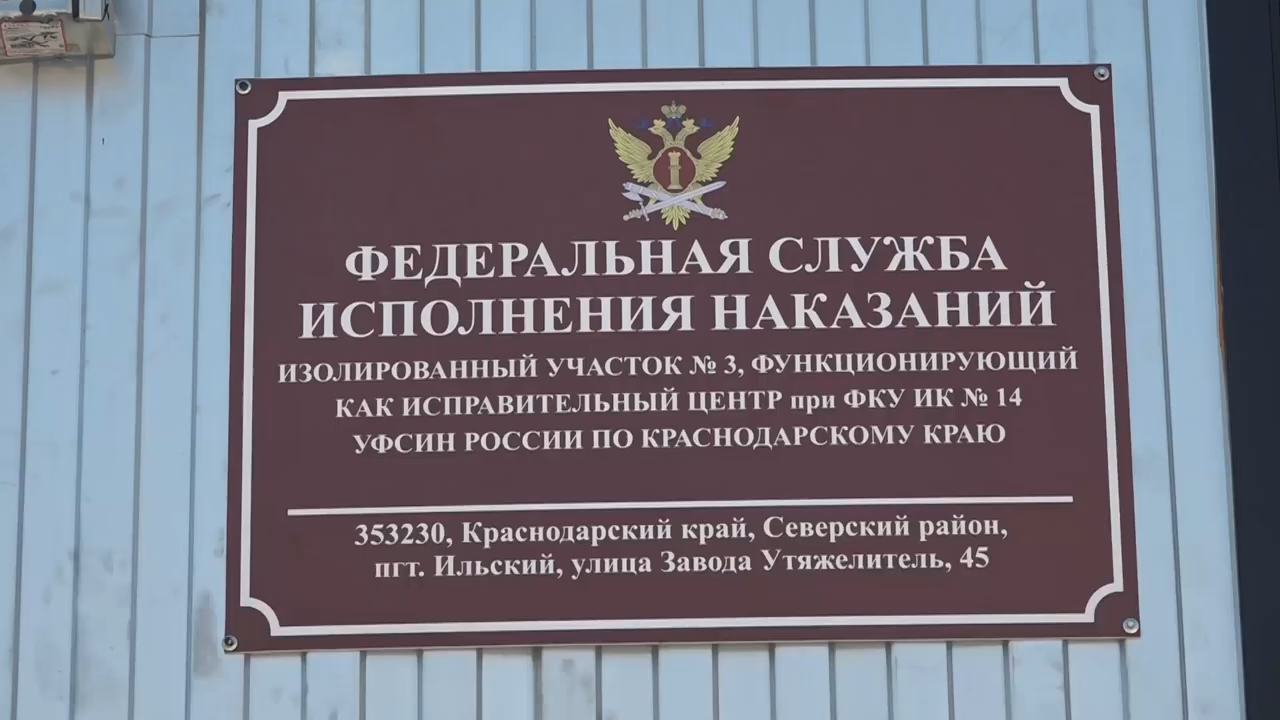 ФЕДЕРАЛЬНАЯ СЛУЖБА
ИСПОЛНЕНИЯ НАКАЗАНИЙ
ИЗОЛИРОВАННЫЙ УЧАСТОК № 3, ФУНКЦИОНИРУЮЩИЙ
КАК ИСПРАВИТЕЛЬНЫЙ ЦЕНТР при ФКУ ИК № 14
УФСИН РОССИИ ПО КРАСНОДАРСКОМУ КРАЮ
353230, Краснодарский край, Северский район,
пгт. Ильский, улица Завода Утяжелитель, 45